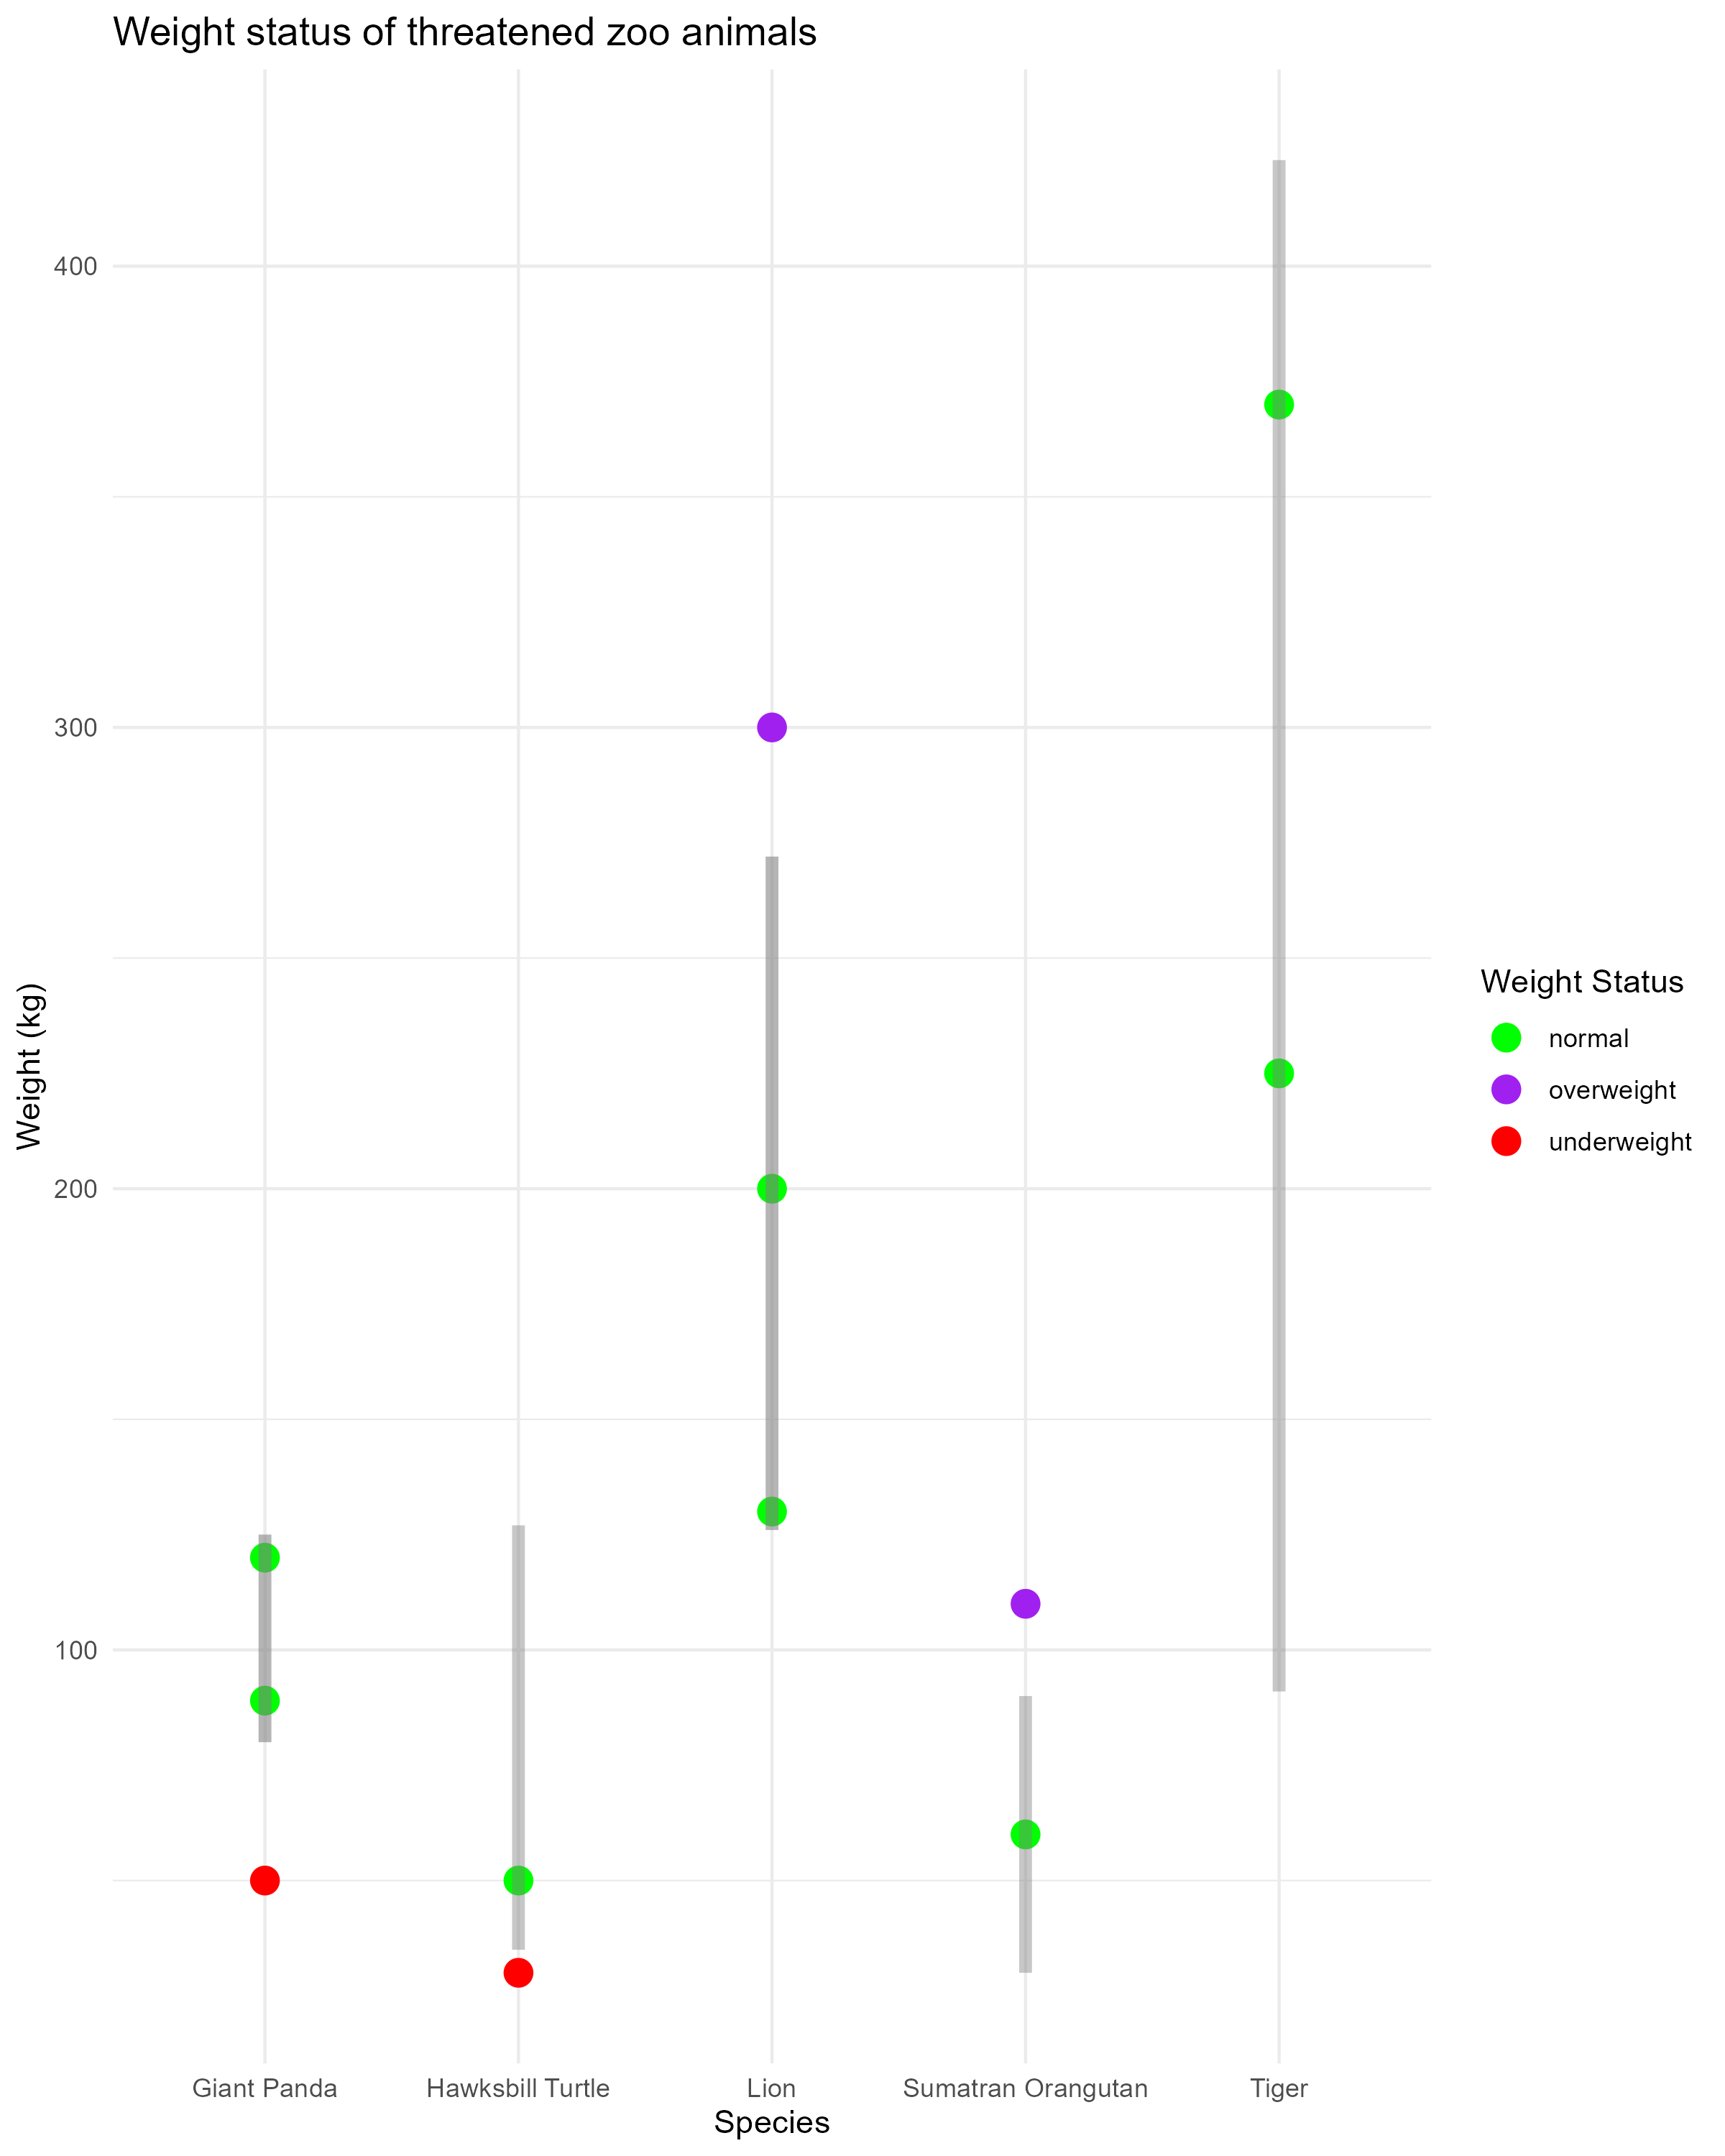 Weight status of threatened zoo animals
400
300
200
100
Weight (kg)
Giant Panda
Hawksbill Turtle
Lion
Sumatran Orangutan
Tiger
Species
Weight Status
normal
overweight
underweight